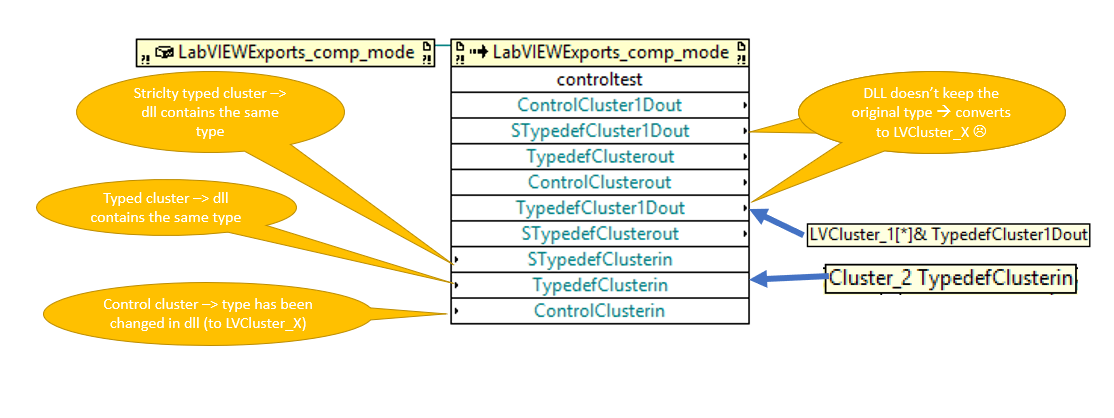 LabVIEWExports_comp_mode
LabVIEWExports_comp_mode
controltest
ControlCluster1Dout
STypedefCluster1Dout
TypedefClusterout
ControlClusterout
TypedefCluster1Dout
STypedefClusterout
STypedefClusterin
TypedefClusterin
ControlClusterin
Striclty typed cluster –>
dll contains the same
type
Typed cluster –> dll
contains the same type
Control cluster –> type has been
changed in dll (to LVCluster_X)
DLL doesn't keep the
original type → converts
to LVCluster_X ☹
LVCluster_1[*]& TypedefCluster1Dout
Cluster_2 TypedefClusterin